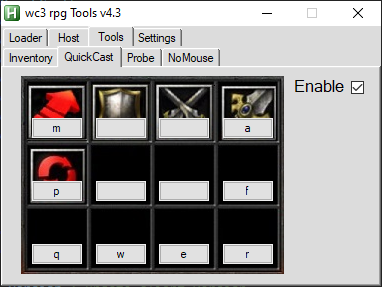 wc3 rpg Tools v4.3
Loader Host Tools Settings
Inventory QuickCast Probe NoMouse
Enable
m a
p f
q w e r